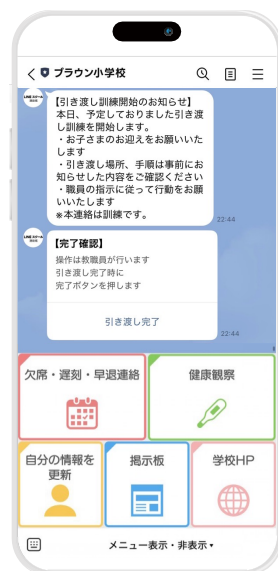 ブラウン小学校
【引き渡し訓練開始のお知らせ】
本日、予定しておりました引き渡
し訓練を開始します。
・お子さまのお迎えをお願いいた
します
・引き渡し場所、手順は事前にお
知らせした内容をご確認ください
・職員の指示に従って行動をお願
いいたします
※本連絡は訓練です。
22:44
【完了確認】
操作は教職員が行います
引き渡し完了時に
完了ボタンを押します
引き渡し完了
22:44
欠席・遅刻・早退連絡
健康観察
自分の情報を
更新
掲示板
学校HP
メニュー表示・非表示▾